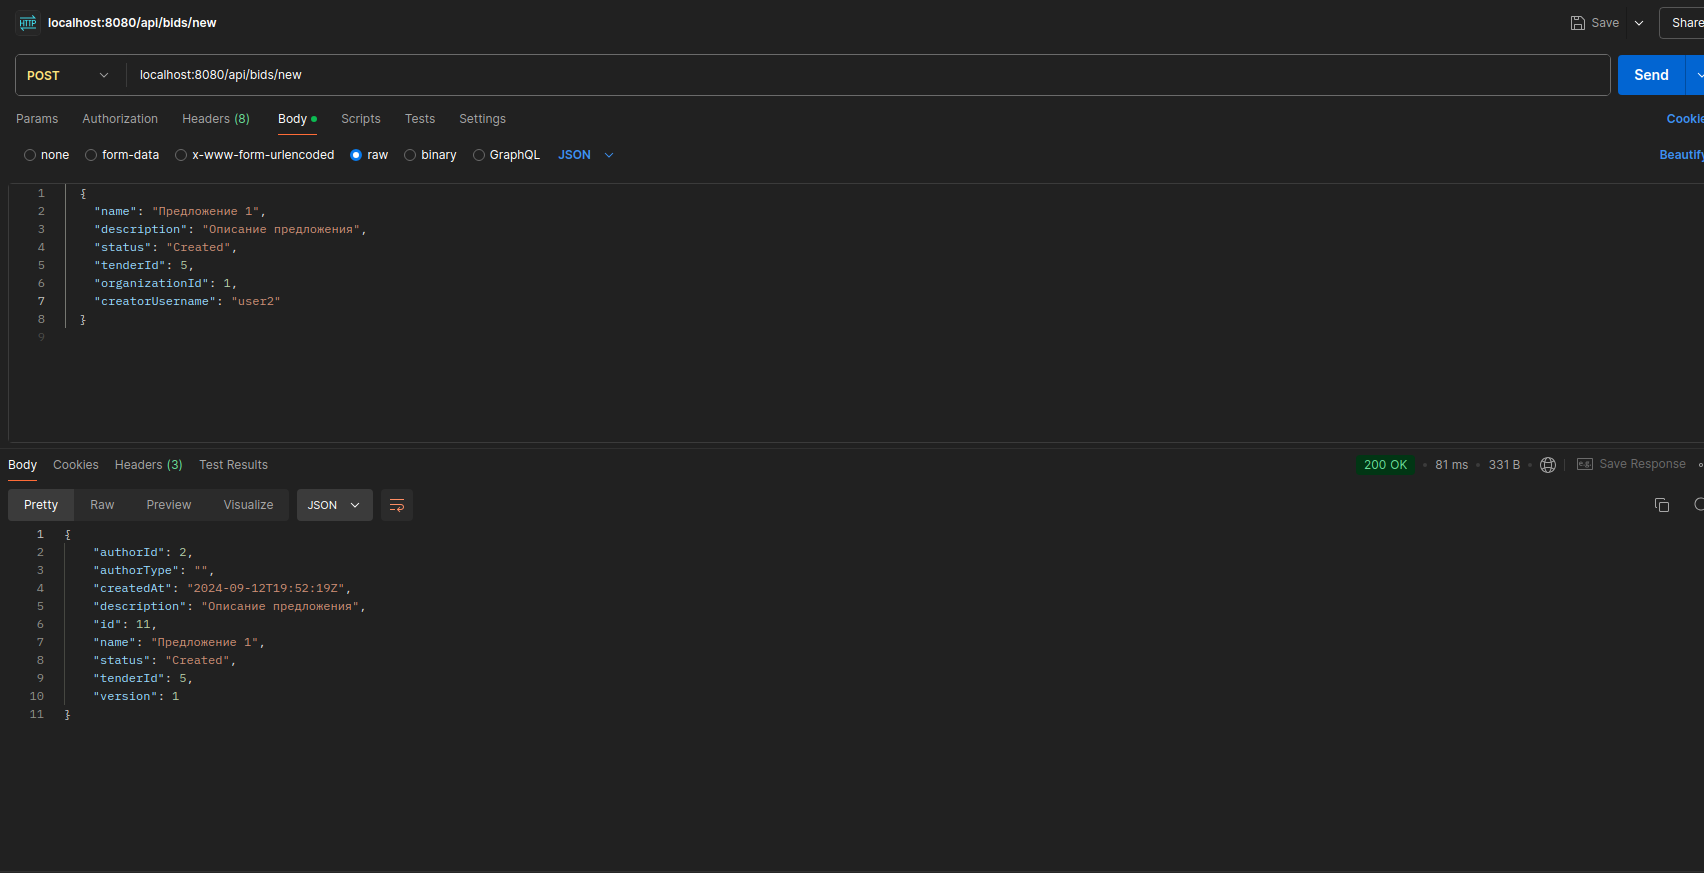 HTTP localhost:8080/api/bids/new Save Share
POST localhost:8080/api/bids/new Send
Params Authorization Headers (8) Body Scripts Tests Settings Cookie
none form-data x-www-form-urlencoded raw binary GraphQL JSON Beautify
1 {
2 "name": "Предложение 1",
3 "description": "Описание предложения",
4 "status": "Created",
5 "tenderId": 5,
6 "organizationId": 1,
7 "creatorUsername": "user2"
8 }
9
Body Cookies Headers (3) Test Results 200 OK 81 ms 331 B e.g. Save Response
Pretty Raw Preview Visualize JSON
1 {
2 "authorId": 2,
3 "authorType": "",
4 "createdAt": "2024-09-12T19:52:19Z",
5 "description": "Описание предложения",
6 "id": 11,
7 "name": "Предложение 1",
8 "status": "Created",
9 "tenderId": 5,
10 "version": 1
11 }